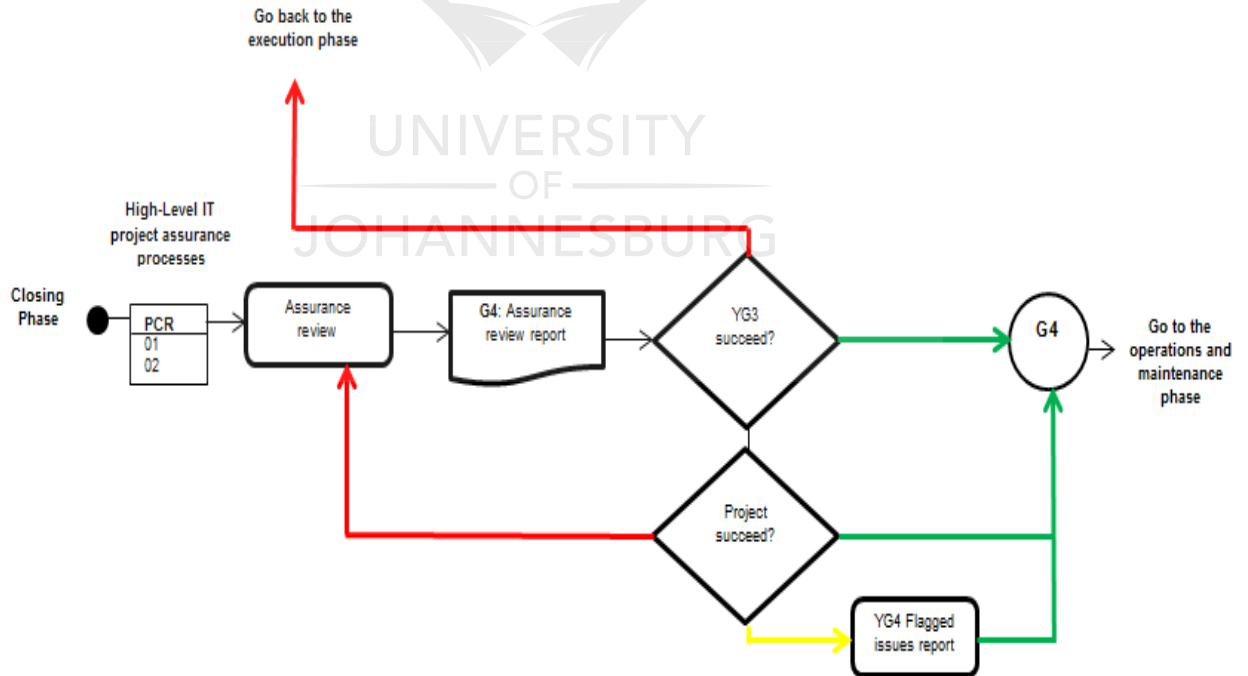 Go back to the
execution phase
UNIVERSITY
OF
JOHANNESBURG
High-Level IT
project assurance
processes
Closing
Phase
PCR
01
02
Assurance
review
G4: Assurance
review report
YG3
succeed?
G4
Go to the
operations and
maintenance
phase
Project
succeed?
YG4 Flagged
issues report